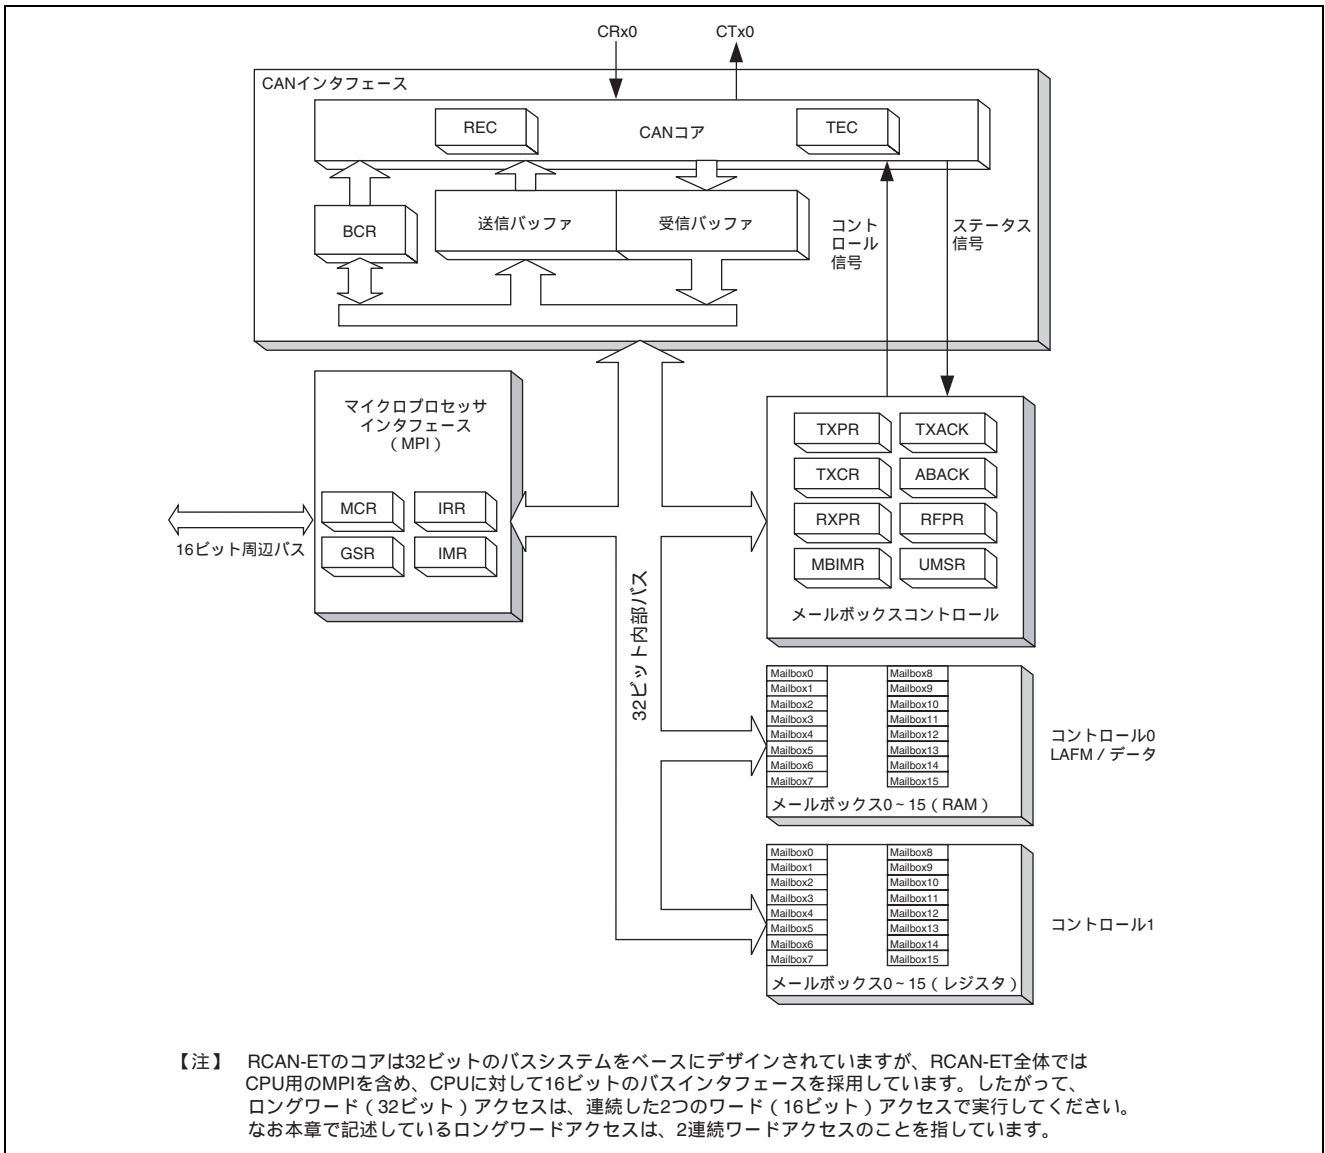 CRx0
CTx0
CANインタフェース
REC
CANコア
TEC
BCR
送信バッファ
受信バッファ
コント
ロール
信号
ステータス
信号
マイクロプロセッサ
インタフェース
（MPI）
MCR
IRR
GSR
IMR
16ビット周辺バス
32ビット内部バス
TXPR
TXACK
TXCR
ABACK
RXPR
RFPR
MBIMR
UMSR
メールボックスコントロール
Mailbox0
Mailbox1
Mailbox2
Mailbox3
Mailbox4
Mailbox5
Mailbox6
Mailbox7
Mailbox8
Mailbox9
Mailbox10
Mailbox11
Mailbox12
Mailbox13
Mailbox14
Mailbox15
メールボックス0~15（RAM）
コントロール0
LAFM / データ
Mailbox0
Mailbox1
Mailbox2
Mailbox3
Mailbox4
Mailbox5
Mailbox6
Mailbox7
Mailbox8
Mailbox9
Mailbox10
Mailbox11
Mailbox12
Mailbox13
Mailbox14
Mailbox15
メールボックス0~15（レジスタ）
コントロール1
【注】 RCAN-ETのコアは32ビットのバスシステムをベースにデザインされていますが、RCAN-ET全体では
CPU用のMPIを含め、CPUに対して16ビットのバスインタフェースを採用しています。したがって、
ロングワード（32ビット）アクセスは、連続した2つのワード（16ビット）アクセスで実行してください。
なお本章で記述しているロングワードアクセスは、2連続ワードアクセスのことを指しています。